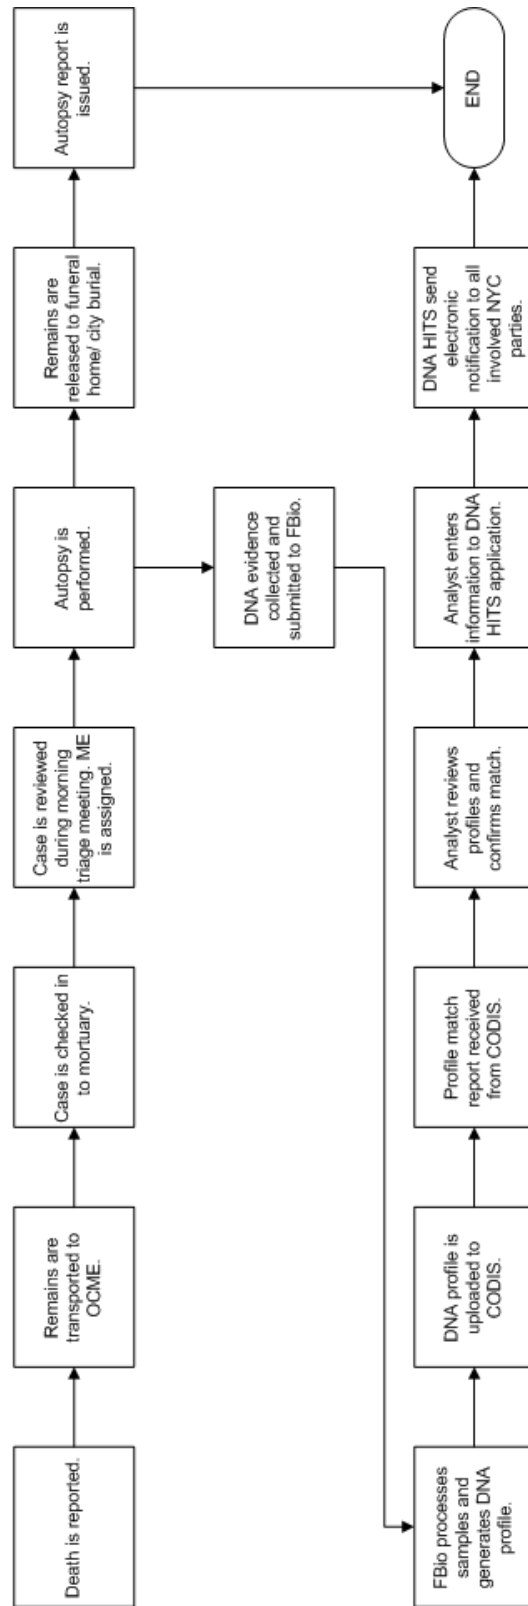 Death is reported.
Remains are
transported to
OCME.
Case is checked in
to mortuary.
Case is reviewed
during morning
triage meeting. ME
is assigned.
Autopsy is
performed.
Remains are
released to funeral
home/ city burial.
Autopsy report is
issued.
DNA evidence
collected and
submitted to FBio.
FBio processes
samples and
generates DNA
profile.
DNA profile is
uploaded to
CODIS.
Profile match
report received
from CODIS.
Analyst reviews
profiles and
confirms match.
Analyst enters
information to DNA
HITS application.
DNA HITS send
electronic
notification to all
involved NYC
parties.
END